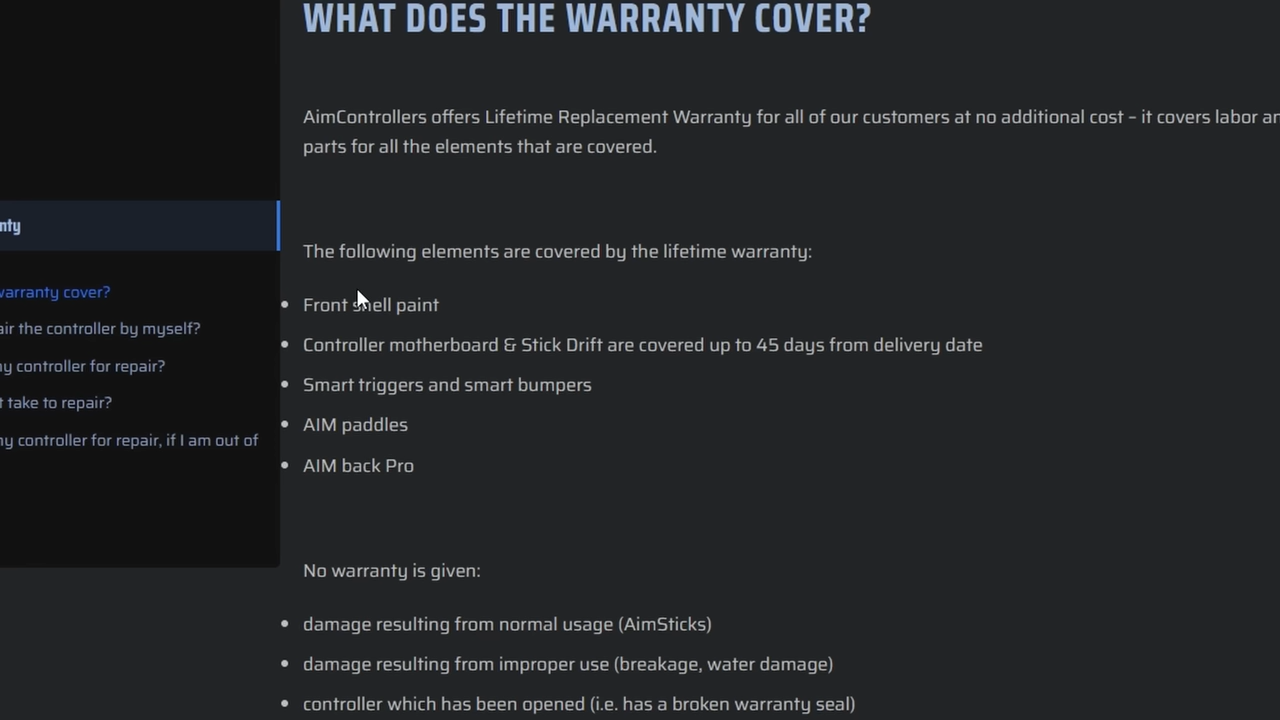 WHAT DOES THE WARRANTY COVER?
AimControllers offers Lifetime Replacement Warranty for all of our customers at no additional cost – it covers labor
parts for all the elements that are covered.
The following elements are covered by the lifetime warranty:
Front shell paint
Controller motherboard & Stick Drift are covered up to 45 days from delivery date
Smart triggers and smart bumpers
AIM paddles
AIM back Pro
No warranty is given:
damage resulting from normal usage (AimSticks)
damage resulting from improper use (breakage, water damage)
controller which has been opened (i.e. has a broken warranty seal)
warranty cover?
the controller by myself?
controller for repair?
take to repair?
controller for repair, if I am out of